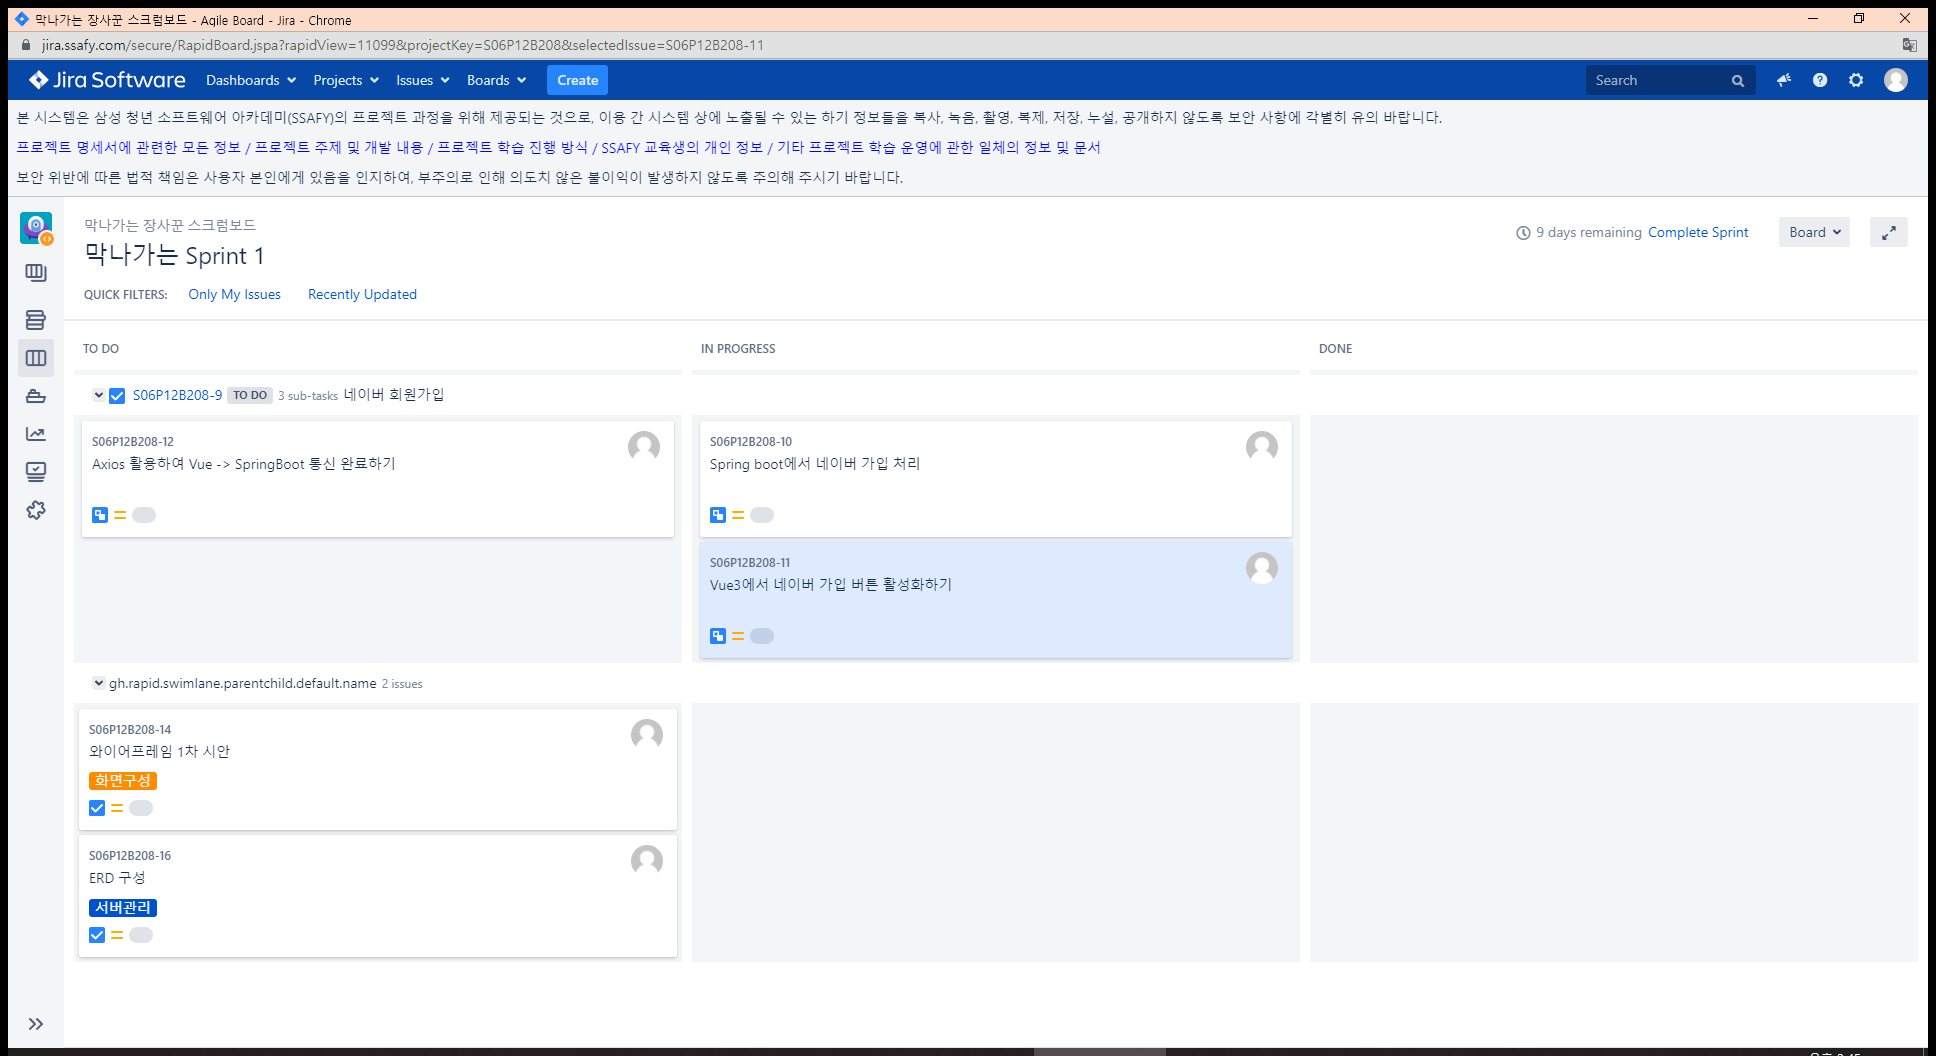 막나가는 장사꾼 스크럼보드 - Agile Board - Jira - Chrome
jira.ssafy.com/secure/RapidBoard.jspa?rapidView=11099&projectKey=S06P12B208&selectedIssue=S06P12B208-11
Jira Software Dashboards Projects Issues Boards Create Search
본 시스템은 삼성 청년 소프트웨어 아카데미(SSAFY)의 프로젝트 과정을 위해 제공되는 것으로, 이용 간 시스템 상에 노출될 수 있는 하기 정보들을 복사, 녹음, 촬영, 복제, 저장, 누설, 공개하지 않도록 보안 사항에 각별히 유의 바랍니다.
프로젝트 명세서에 관련한 모든 정보 / 프로젝트 주제 및 개발 내용 / 프로젝트 학습 진행 방식 / SSAFY 교육생의 개인 정보 / 기타 프로젝트 학습 운영에 관한 일체의 정보 및 문서
보안 위반에 따른 법적 책임은 사용자 본인에게 있음을 인지하여, 부주의로 인해 의도치 않은 불이익이 발생하지 않도록 주의해 주시기 바랍니다.
막나가는 장사꾼 스크럼보드
막나가는 Sprint 1
9 days remaining Complete Sprint Board
QUICK FILTERS: Only My Issues Recently Updated
TO DO IN PROGRESS DONE
S06P12B208-9 TO DO 3 sub-tasks 네이버 회원가입
S06P12B208-12
Axios 활용하여 Vue -> SpringBoot 통신 완료하기
S06P12B208-10
Spring boot에서 네이버 가입 처리
S06P12B208-11
Vue3에서 네이버 가입 버튼 활성화하기
gh.rapid.swimlane.parentchild.default.name 2 issues
S06P12B208-14
와이어프레임 1차 시안
화면구성
S06P12B208-16
ERD 구성
서버관리